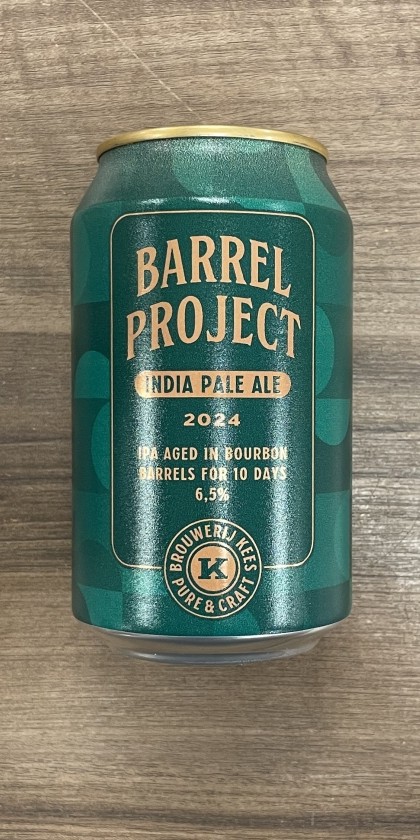 BARREL
PROJECT
INDIA PALE ALE
2024
IPA AGED IN BOURBON
BARRELS FOR 10 DAYS
6,5%
BROUWERIJ KEES
K
PURE & CRAFT